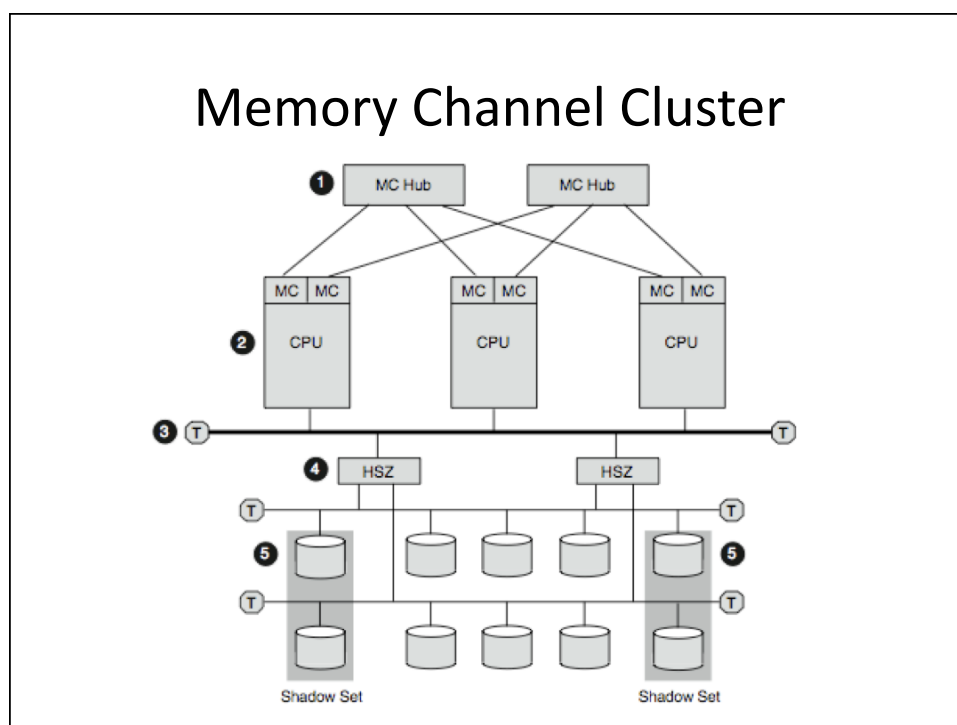 Memory Channel Cluster
1 MC Hub MC Hub
MC MC MC MC MC MC
2 CPU CPU CPU
3 T T
4 HSZ HSZ
T T
5 5
T T
Shadow Set Shadow Set